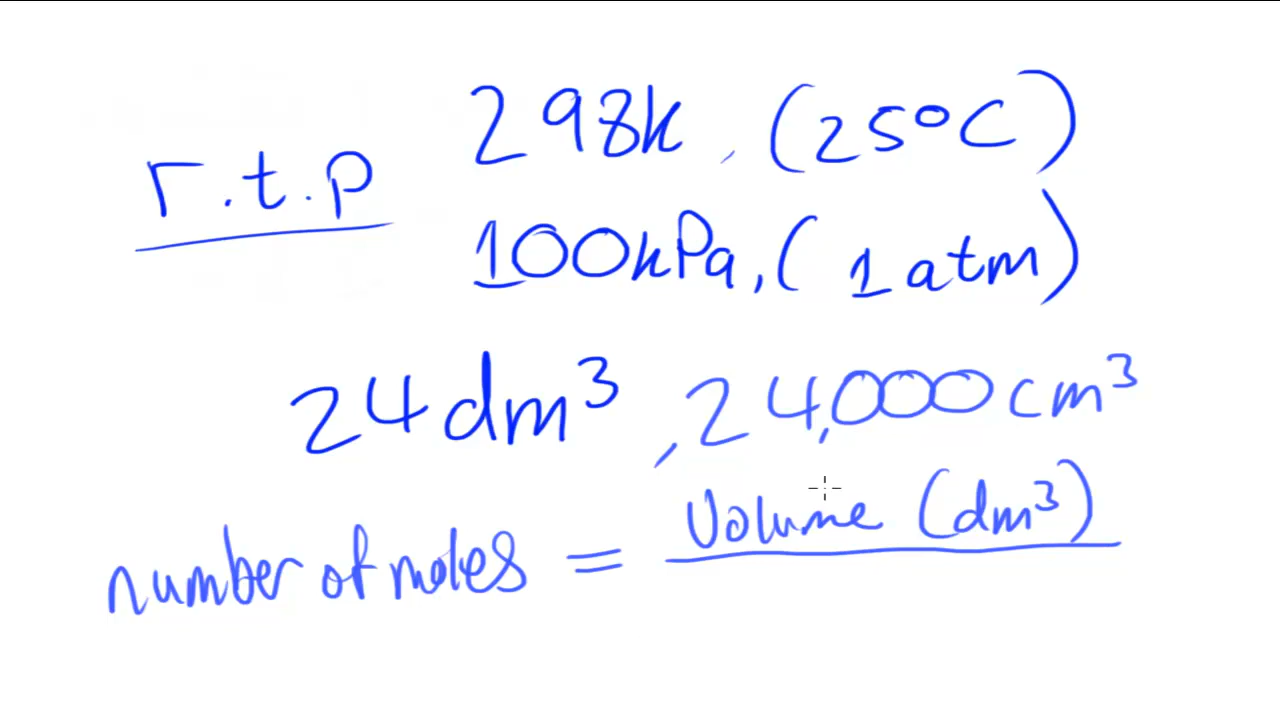 298k, (25°C)
r.t.p
100kPa, (1atm)
24dm³, 24,000cm³
Volume (dm³)
number of moles =